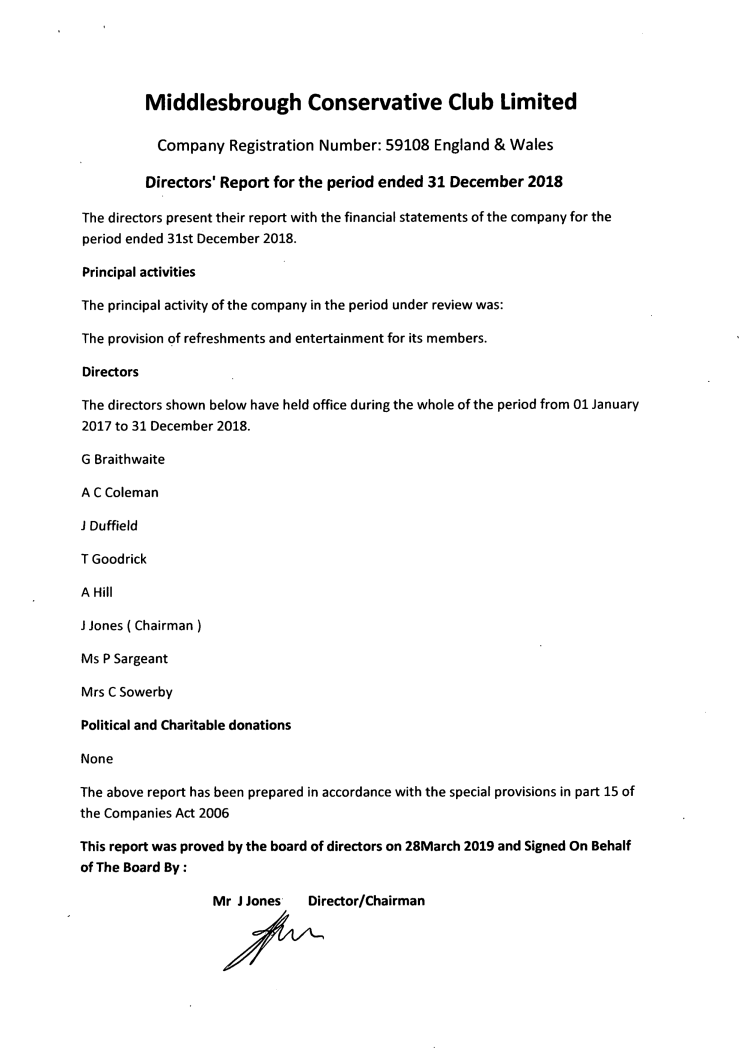 Middlesbrough Conservative Club Limited
Company Registration Number: 59108 England & Wales
Directors' Report for the period ended 31 December 2018
The directors present their report with the financial statements of the company for the
period ended 31st December 2018.
Principal activities
The principal activity of the company in the period under review was:
The provision of refreshments and entertainment for its members.
Directors
The directors shown below have held office during the whole of the period from 01 January
2017 to 31 December 2018.
G Braithwaite
A C Coleman
J Duffield
T Goodrick
A Hill
J Jones ( Chairman )
Ms P Sargeant
Mrs C Sowerby
Political and Charitable donations
None
The above report has been prepared in accordance with the special provisions in part 15 of
the Companies Act 2006
This report was proved by the board of directors on 28March 2019 and Signed On Behalf
of The Board By :
Mr J Jones Director/Chairman